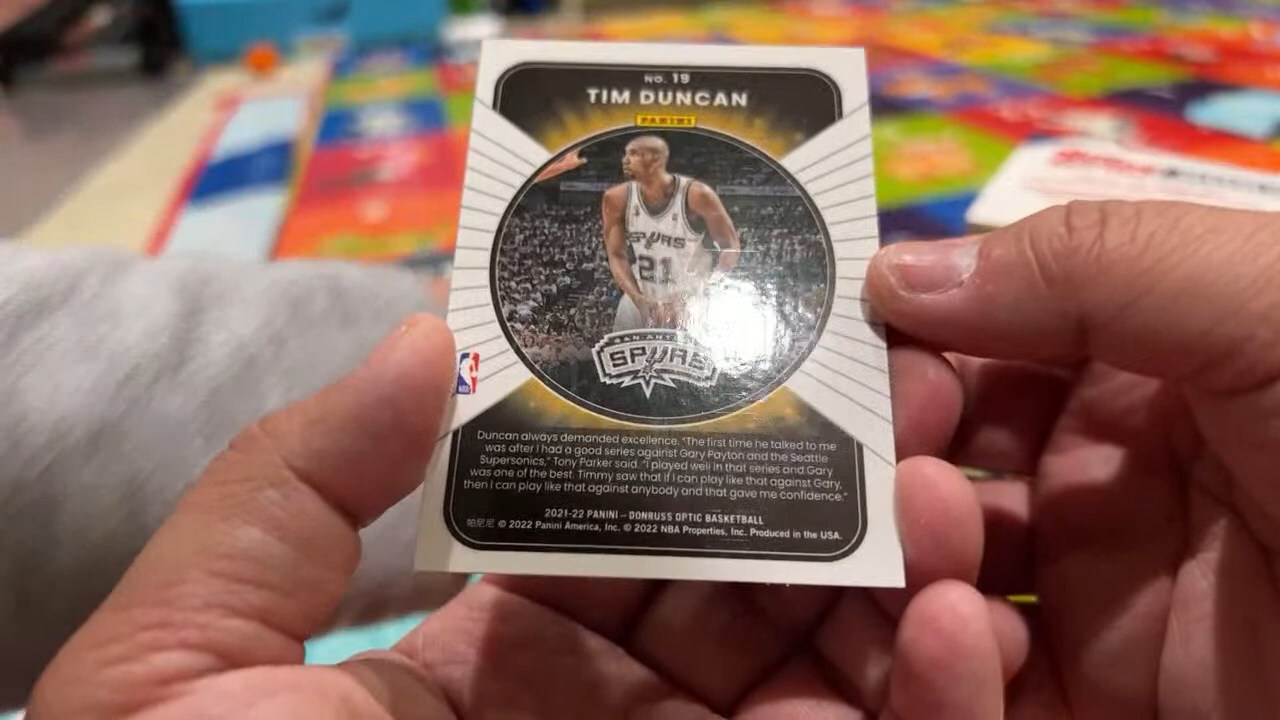 NO. 19
TIM DUNCAN
PANINI
SPURS
21
SAN ANTONIO
SPURS
NBA
Duncan always demanded excellence. "The first time he talked to me
was after I had a good series against Gary Payton and the Seattle
Supersonics," Tony Parker said. "I played well in that series and Gary
was one of the best. Timmy saw that if I can play like that against Gary,
then I can play like that against anybody and that gave me confidence."
2021-22 PANINI – DONRUSS OPTIC BASKETBALL
帕尼尼 © 2022 Panini America, Inc. © 2022 NBA Properties, Inc. Produced in the USA.